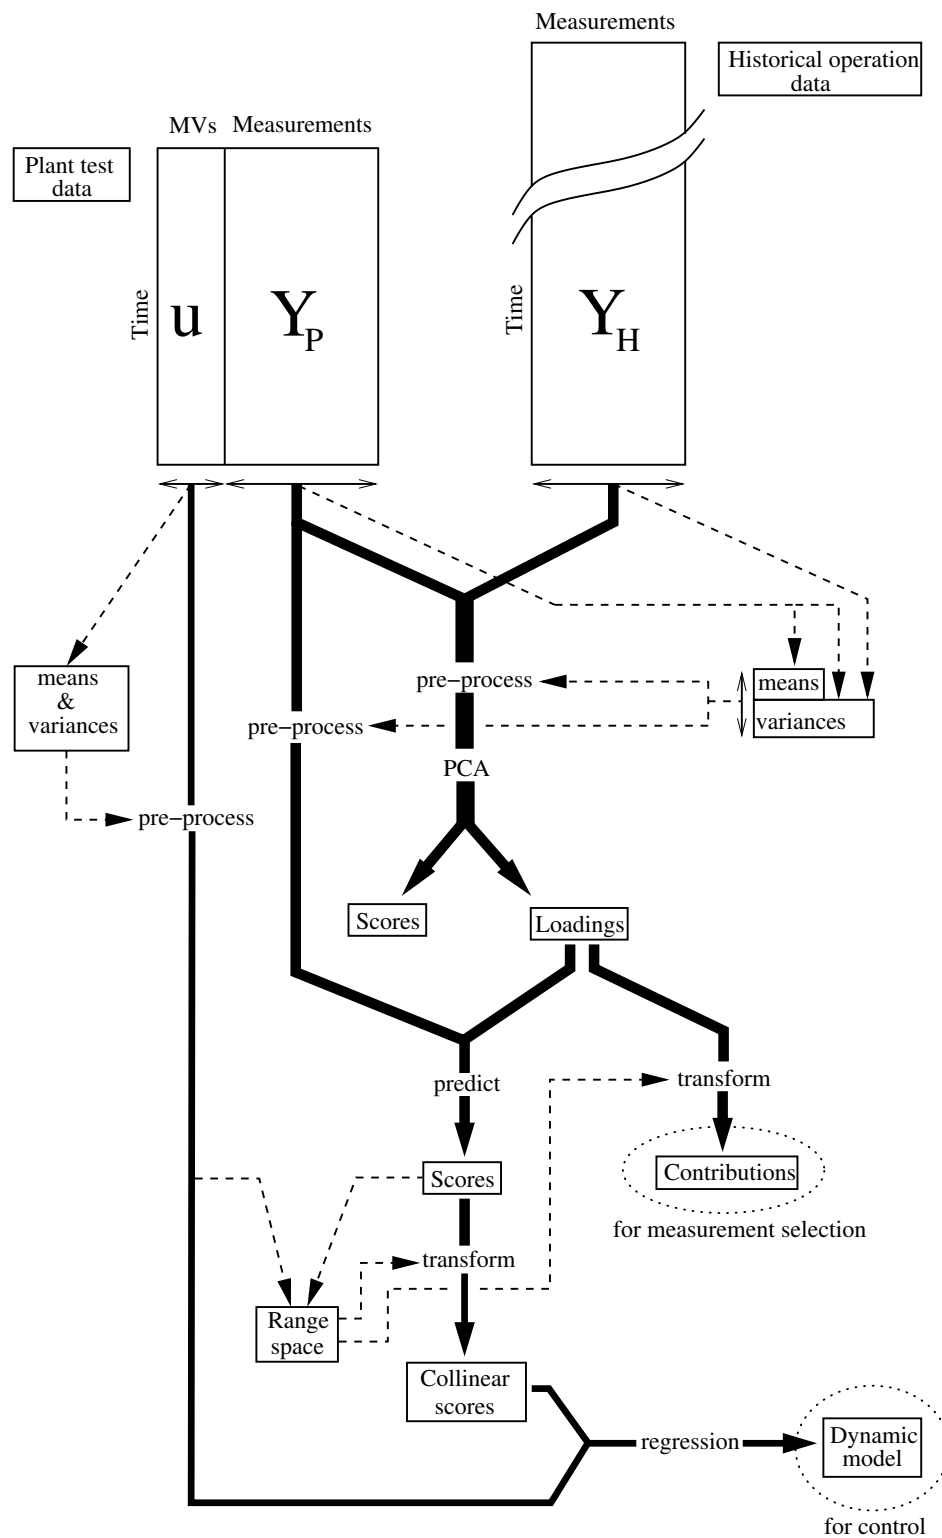 Measurements
Historical operation
data
MVs
Measurements
Plant test
data
Time
u
Y_P
Time
Y_H
means
&
variances
pre-process
means
variances
pre-process
PCA
pre-process
Scores
Loadings
predict
transform
Scores
Contributions
for measurement selection
transform
Range
space
Collinear
scores
regression
Dynamic
model
for control